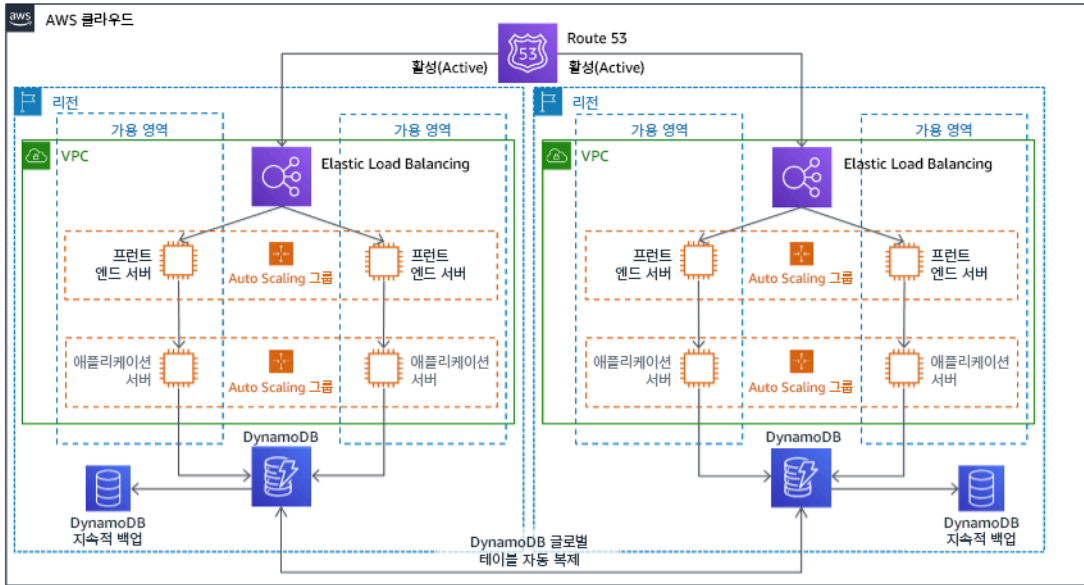 aws
AWS 클라우드
Route 53
53
활성(Active)
활성(Active)
리전
가용 영역
가용 영역
VPC
Elastic Load Balancing
프런트
엔드 서버
Auto Scaling 그룹
프런트
엔드 서버
애플리케이션
서버
Auto Scaling 그룹
애플리케이션
서버
DynamoDB
DynamoDB
지속적 백업
리전
가용 영역
가용 영역
VPC
Elastic Load Balancing
프런트
엔드 서버
Auto Scaling 그룹
프런트
엔드 서버
애플리케이션
서버
Auto Scaling 그룹
애플리케이션
서버
DynamoDB
DynamoDB
지속적 백업
DynamoDB 글로벌
테이블 자동 복제